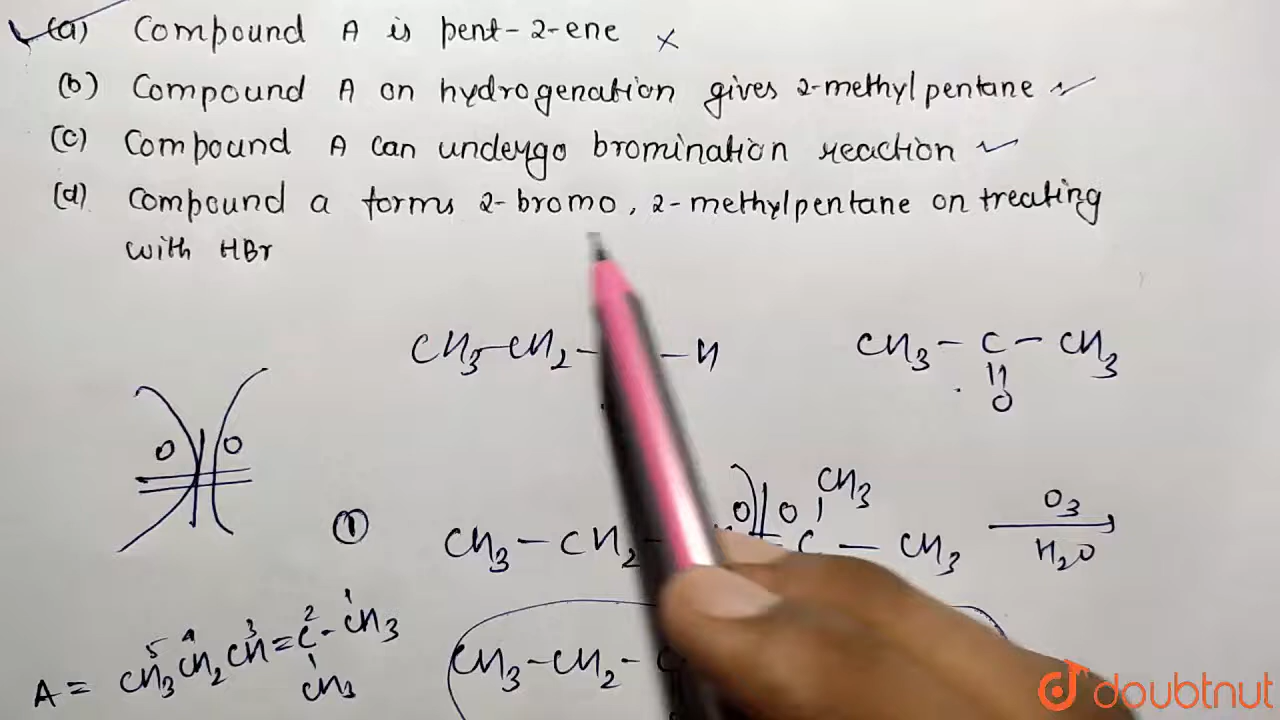 (a) Compound A is pent-2-ene ×
(b) Compound A on hydrogenation gives 2-methylpentane ✓
(c) Compound A can undergo bromination reaction ✓
(d) Compound a forms 2-bromo, 2-methylpentane on treating
with HBr
CH3-CH2- -H
CH3-C-CH3
||
O
O O
CH3
O O
O3
① CH3-CH2- =C-CH3
H2O
1
5 4 3 2
A = CH3CH2CH=C-CH3
CH3
CH3-CH2-C
doubtnut